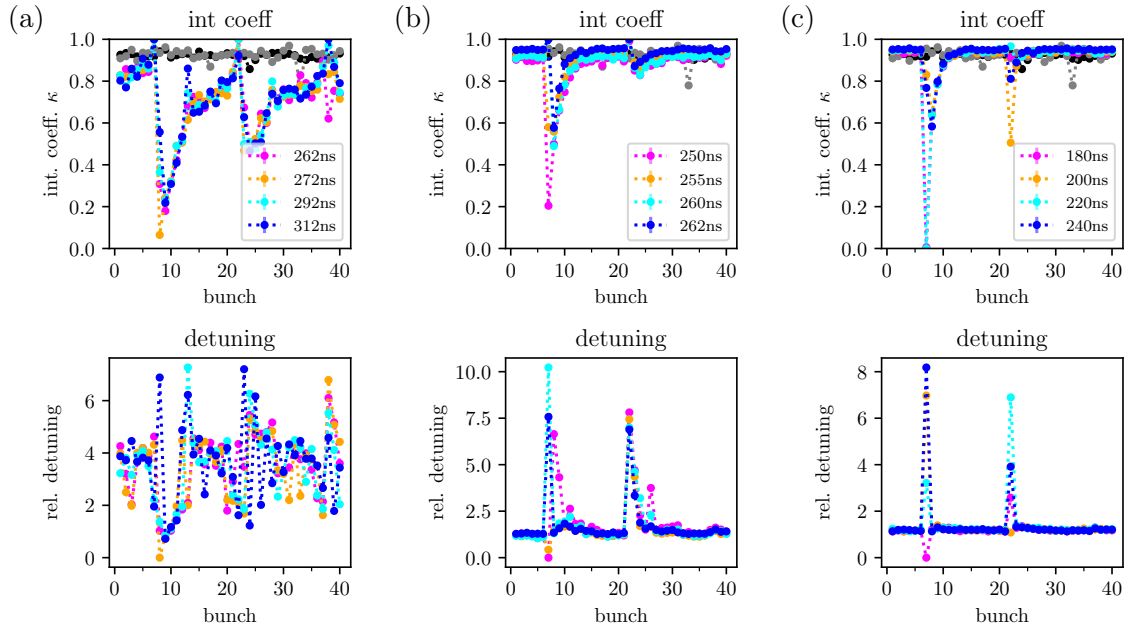 (a)
int coeff
int. coeff. κ
1.0
0.8
0.6
0.4
0.2
0.0
262ns
272ns
292ns
312ns
0 10 20 30 40
bunch
(b)
int coeff
1.0
0.8
0.6
0.4
0.2
0.0
250ns
255ns
260ns
262ns
0 10 20 30 40
bunch
(c)
int coeff
int. coeff. κ
1.0
0.8
0.6
0.4
0.2
0.0
180ns
200ns
220ns
240ns
0 10 20 30 40
bunch
detuning
rel. detuning
6
4
2
0
0 10 20 30 40
bunch
detuning
rel. detuning
10.0
7.5
5.0
2.5
0.0
0 10 20 30 40
bunch
detuning
rel. detuning
8
6
4
2
0
0 10 20 30 40
bunch